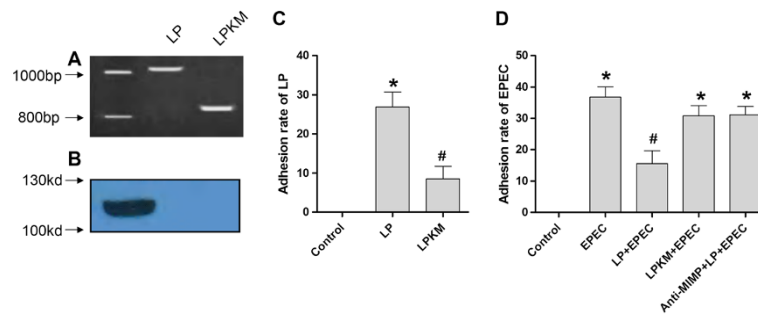 A
LP
LPKM
1000bp
800bp
B
130kd
100kd
C
Adhesion rate of LP
40
30
20
10
0
*
#
Control
LP
LPKM
D
Adhesion rate of EPEC
50
40
30
20
10
0
*
#
*
*
Control
EPEC
LP+EPEC
LPKM+EPEC
Anti-MIMP+LP+EPEC